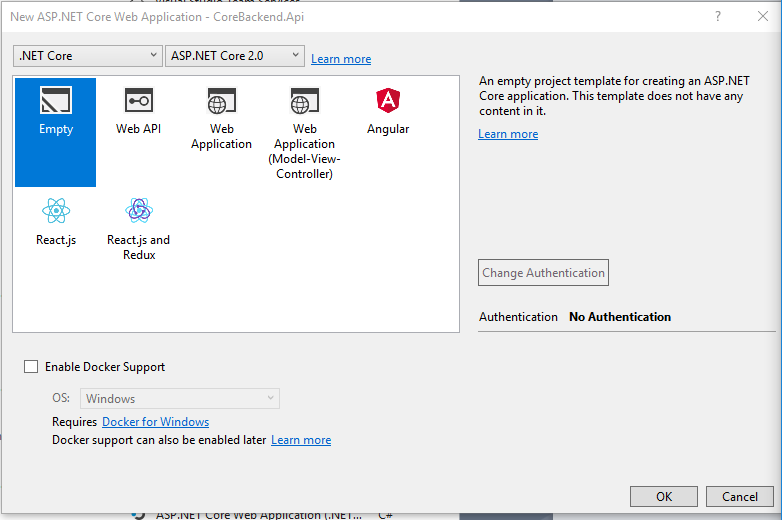 Visual Studio Team Services
New ASP.NET Core Web Application - CoreBackend.Api
?
.NET Core
ASP.NET Core 2.0
Learn more
Empty
Web API
Web
Application
Web
Application
(Model-View-
Controller)
Angular
React.js
React.js and
Redux
An empty project template for creating an ASP.NET
Core application. This template does not have any
content in it.
Learn more
Change Authentication
Authentication No Authentication
Enable Docker Support
OS: Windows
Requires Docker for Windows
Docker support can also be enabled later Learn more
OK
Cancel
ASP.NET Core Web Application (.NET... C#